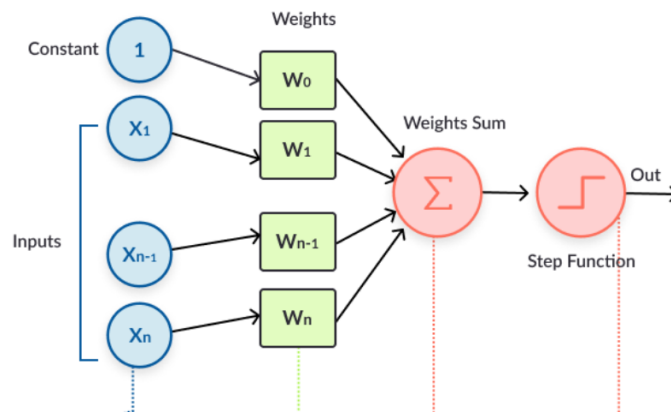 Weights
Constant
1
W0
X1
W1
Weights Sum
Σ
Out
Inputs
Xn-1
Wn-1
Step Function
Xn
Wn